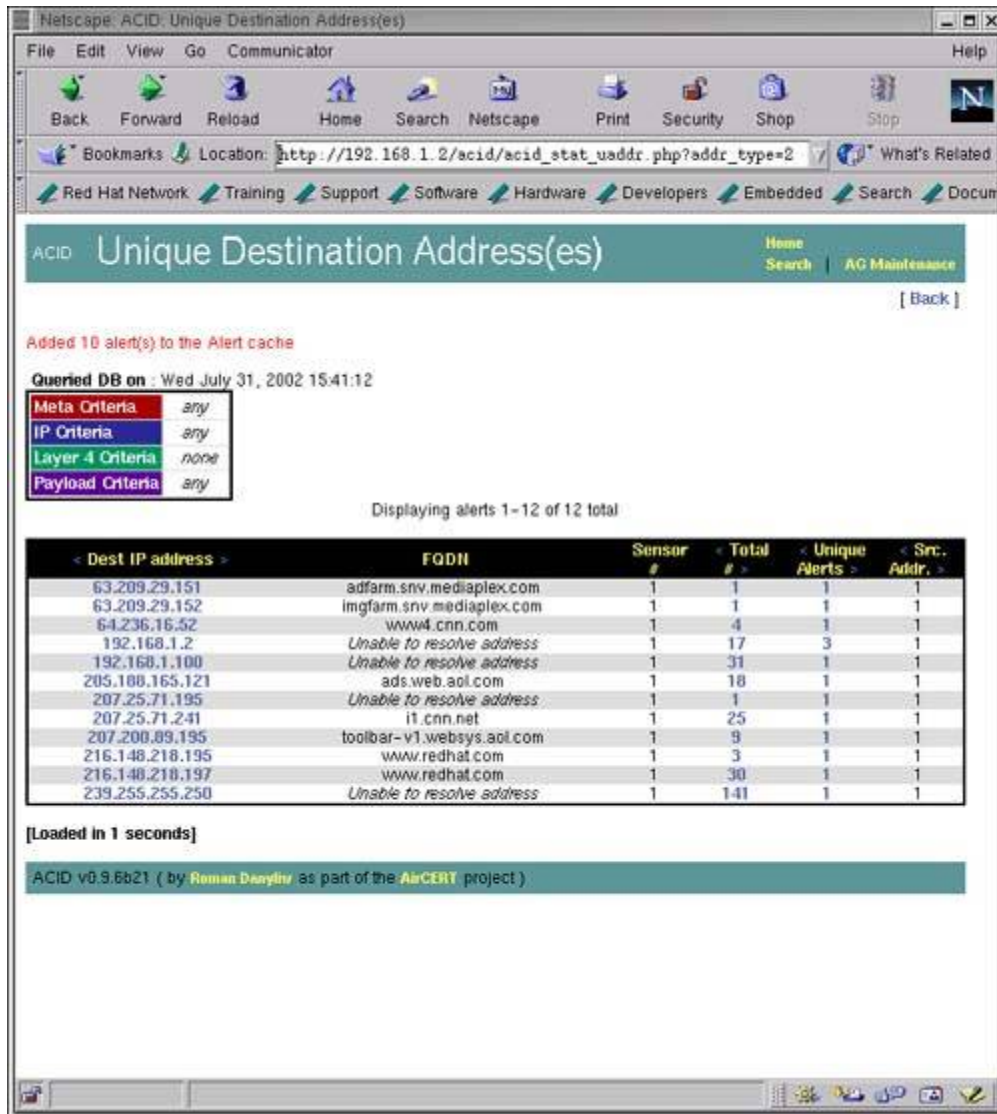 Netscape: ACID: Unique Destination Address(es)
File Edit View Go Communicator Help
Back Forward Reload Home Search Netscape Print Security Shop Stop
N
Bookmarks Location: http://192.168.1.2/acid/acid_stat_uaddr.php?addr_type=2 What's Related
Red Hat Network Training Support Software Hardware Developers Embedded Search Docum
ACID Unique Destination Address(es)
Home
Search | AG Maintenance
[ Back ]
Added 10 alert(s) to the Alert cache
Queried DB on : Wed July 31, 2002 15:41:12
Meta Criteria any
IP Criteria any
Layer 4 Criteria none
Payload Criteria any
Displaying alerts 1-12 of 12 total
< Dest IP address > FQDN Sensor # < Total # > < Unique Alerts > < Src. Addr. >
63.209.29.151 adfarm.snv.mediaplex.com 1 1 1 1
63.209.29.152 imgfarm.snv.mediaplex.com 1 1 1 1
64.236.16.52 www4.cnn.com 1 4 1 1
192.168.1.2 Unable to resolve address 1 17 3 1
192.168.1.100 Unable to resolve address 1 31 1 1
205.188.165.121 ads.web.aol.com 1 18 1 1
207.25.71.195 Unable to resolve address 1 1 1 1
207.25.71.241 i1.cnn.net 1 25 1 1
207.200.89.195 toolbar-v1.websys.aol.com 1 9 1 1
216.148.218.195 www.redhat.com 1 3 1 1
216.148.218.197 www.redhat.com 1 30 1 1
239.255.255.250 Unable to resolve address 1 141 1 1
[Loaded in 1 seconds]
ACID v0.9.6b21 ( by Roman Danyliw as part of the AirCERT project )